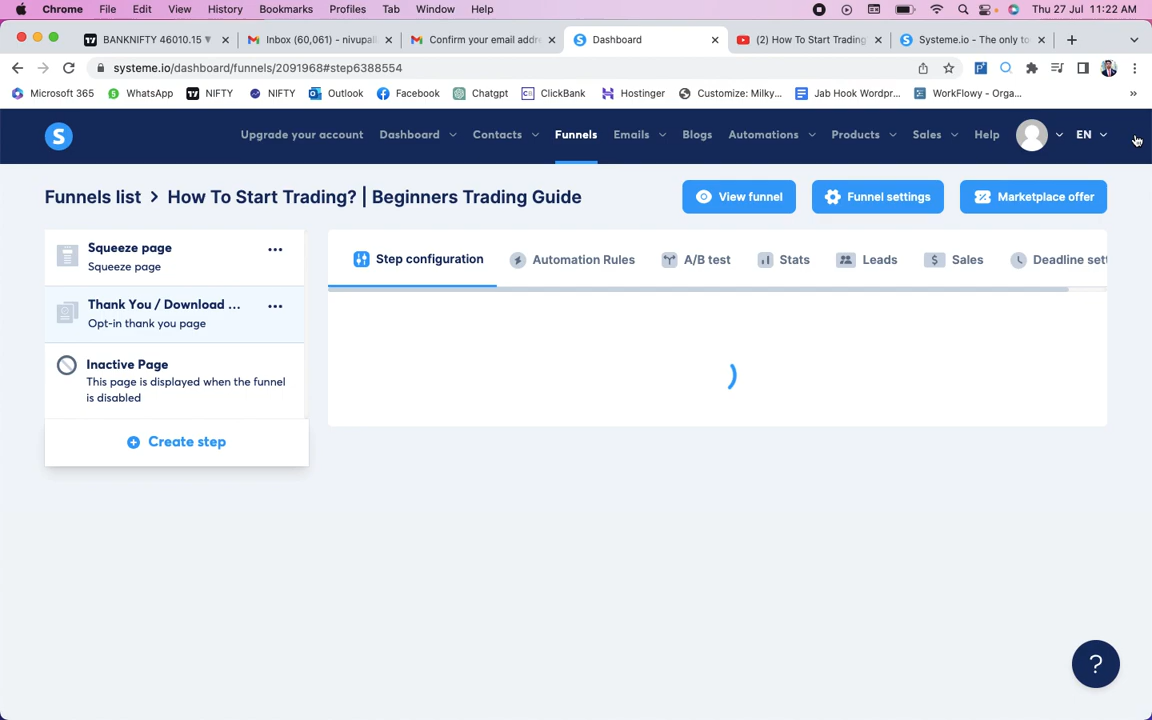 Chrome File Edit View History Bookmarks Profiles Tab Window Help Thu 27 Jul 11:22 AM
BANKNIFTY 46010.15 ▼ Inbox (60,061) - nivupail Confirm your email addre Dashboard (2) How To Start Trading Systeme.io - The only to
systeme.io/dashboard/funnels/2091968#step6388554
Microsoft 365 WhatsApp NIFTY NIFTY Outlook Facebook Chatgpt ClickBank Hostinger Customize: Milky... Jab Hook Wordpr... WorkFlowy - Orga... »
S Upgrade your account Dashboard Contacts Funnels Emails Blogs Automations Products Sales Help EN
Funnels list > How To Start Trading? | Beginners Trading Guide View funnel Funnel settings Marketplace offer
Squeeze page ...
Squeeze page
Step configuration Automation Rules A/B test Stats Leads $ Sales Deadline sett
Thank You / Download ... ...
Opt-in thank you page
Inactive Page
This page is displayed when the funnel
is disabled
Create step
?